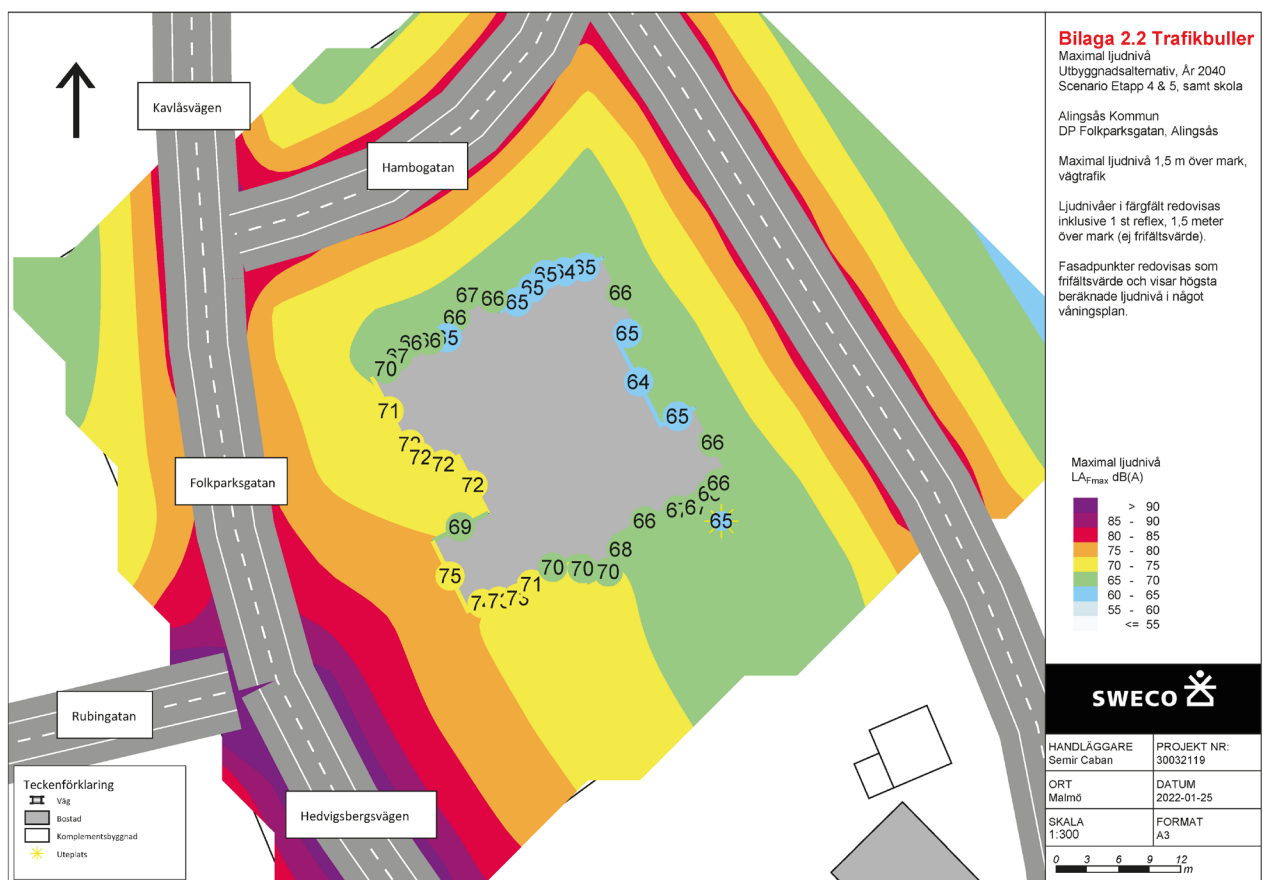 Kavlåsvägen
Hambogatan
Folkparksgatan
Rubingatan
Hedvigsbergsvägen
65
65
65
65
65
66
67
66
66
66
67
70
71
72
72
72
69
75
71
70
70
70
68
66
66
66
65
64
65
65
Teckenförklaring
Väg
Bostad
Komplementsbyggnad
Uteplats
Bilaga 2.2 Trafikbuller
Maximal ljudnivå
Utbyggnadsalternativ, År 2040
Scenario Etapp 4 & 5, samt skola
Alingsås Kommun
DP Folkparksgatan, Alingsås
Maximal ljudnivå 1,5 m över mark,
vägtrafik
Ljudnivåer i färgfält redovisas
inklusive 1 st reflex, 1,5 meter
över mark (ej frifältsvärde).
Fasadpunkter redovisas som
frifältsvärde och visar högsta
beräknade ljudnivå i något
våningsplan.
Maximal ljudnivå
LAFmax dB(A)
> 90
85 - 90
80 - 85
75 - 80
70 - 75
65 - 70
60 - 65
55 - 60
<= 55
SWECO
HANDLÄGGARE
Semir Caban
PROJEKT NR:
30032119
ORT
Malmö
DATUM
2022-01-25
SKALA
1:300
FORMAT
A3
0 3 6 9 12
m